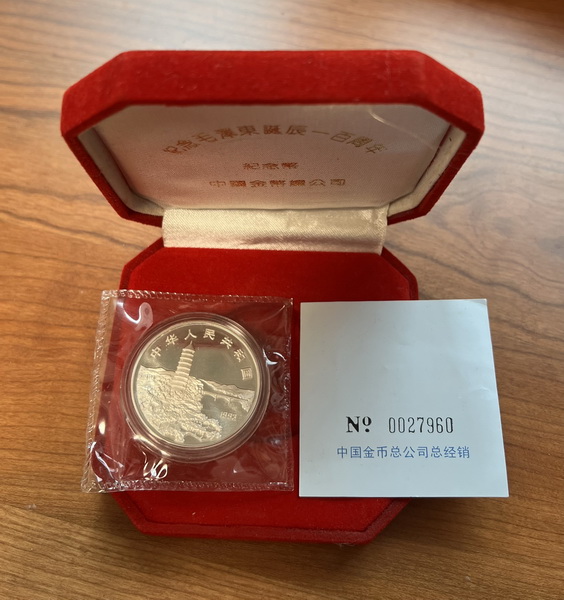 纪念毛泽东诞辰一百周年
纪念币
中国金币总公司
中华人民共和国
1993
Nº 0027960
中国金币总公司总经销